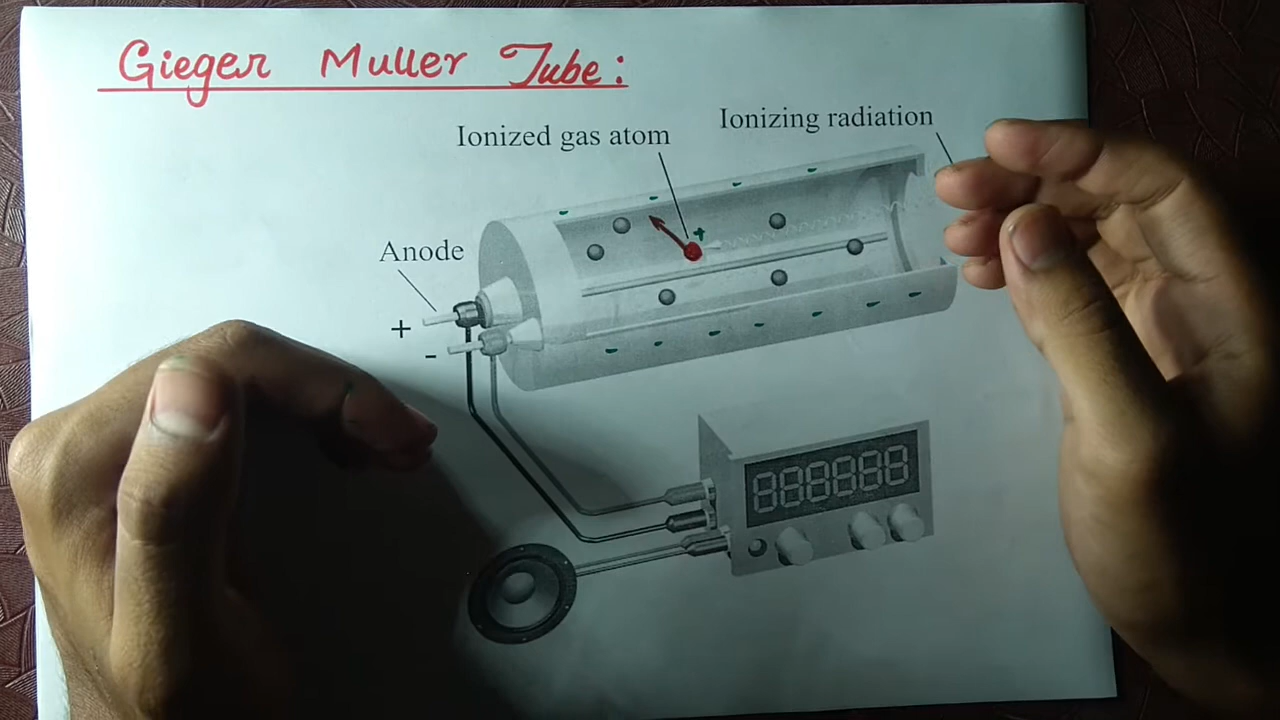 Gieger Muller Tube:
Ionizing radiation
Ionized gas atom
Anode
+
+
-
888888